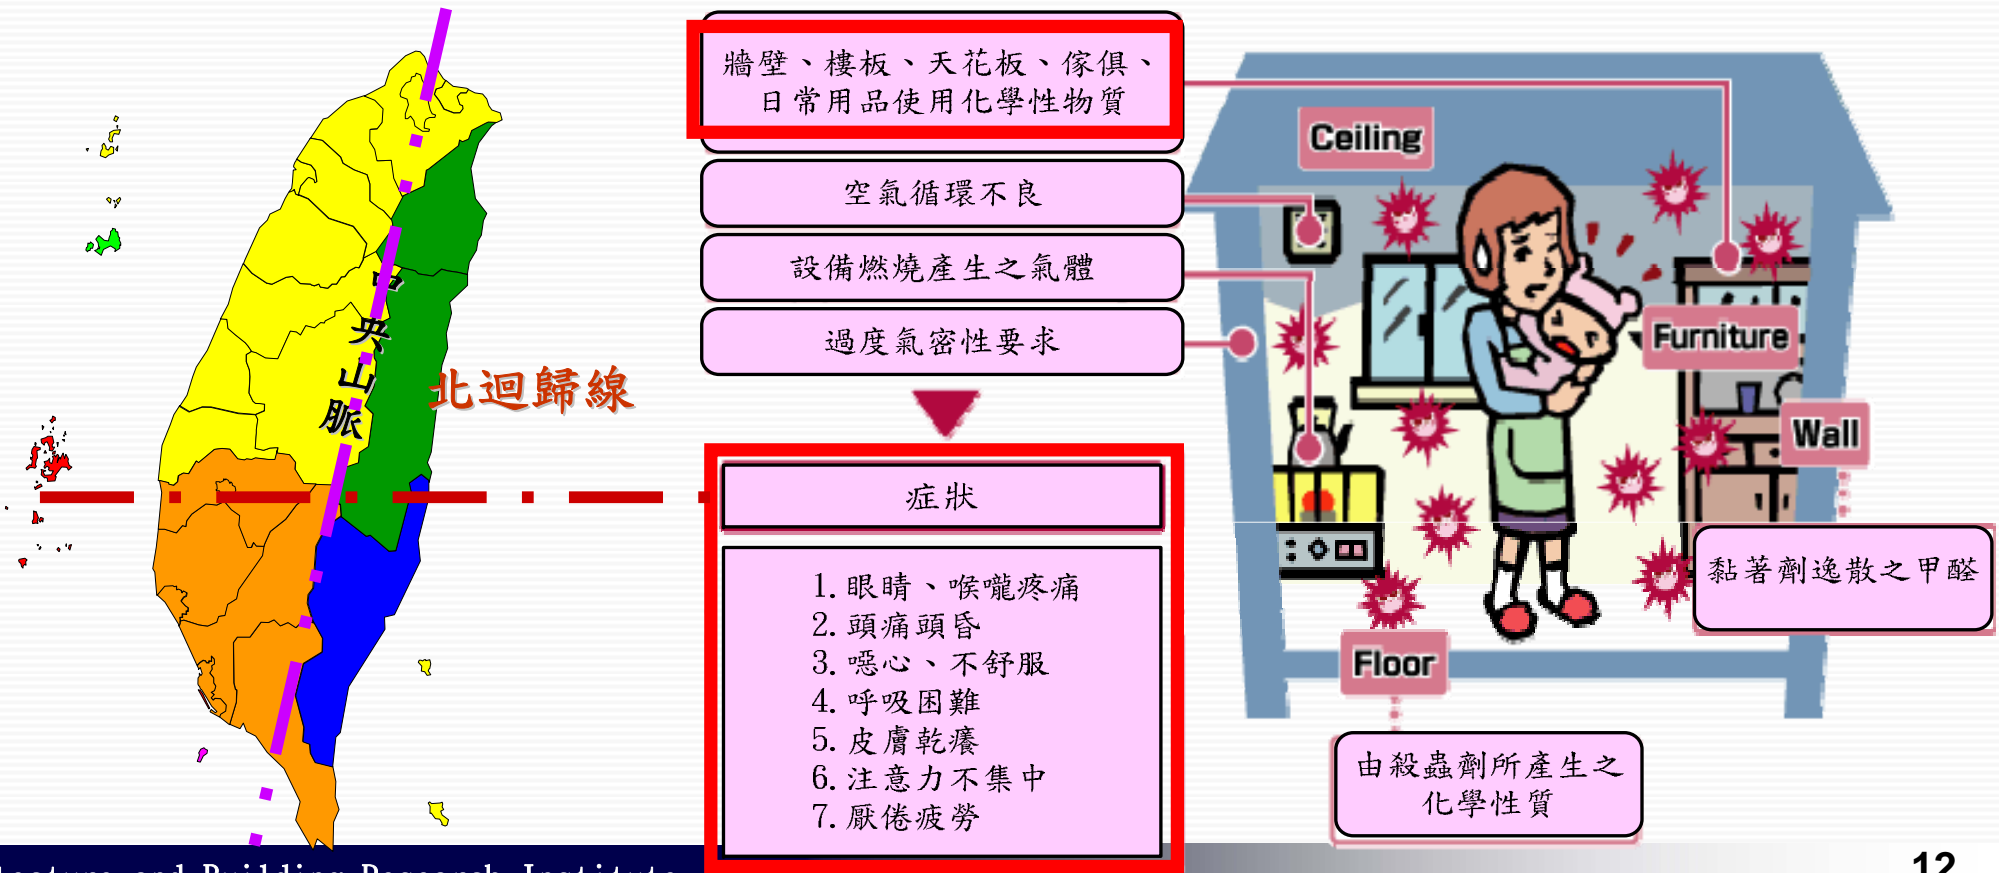 中央山脈
北迴歸線
牆壁、樓板、天花板、傢俱、
日常用品使用化學性物質
空氣循環不良
設備燃燒產生之氣體
過度氣密性要求
症狀
1.眼睛、喉嚨疼痛
2.頭痛頭昏
3.噁心、不舒服
4.呼吸困難
5.皮膚乾癢
6.注意力不集中
7.厭倦疲勞
Ceiling
Furniture
Wall
黏著劑逸散之甲醛
Floor
由殺蟲劑所產生之
化學性質
and Building Research Institute
12